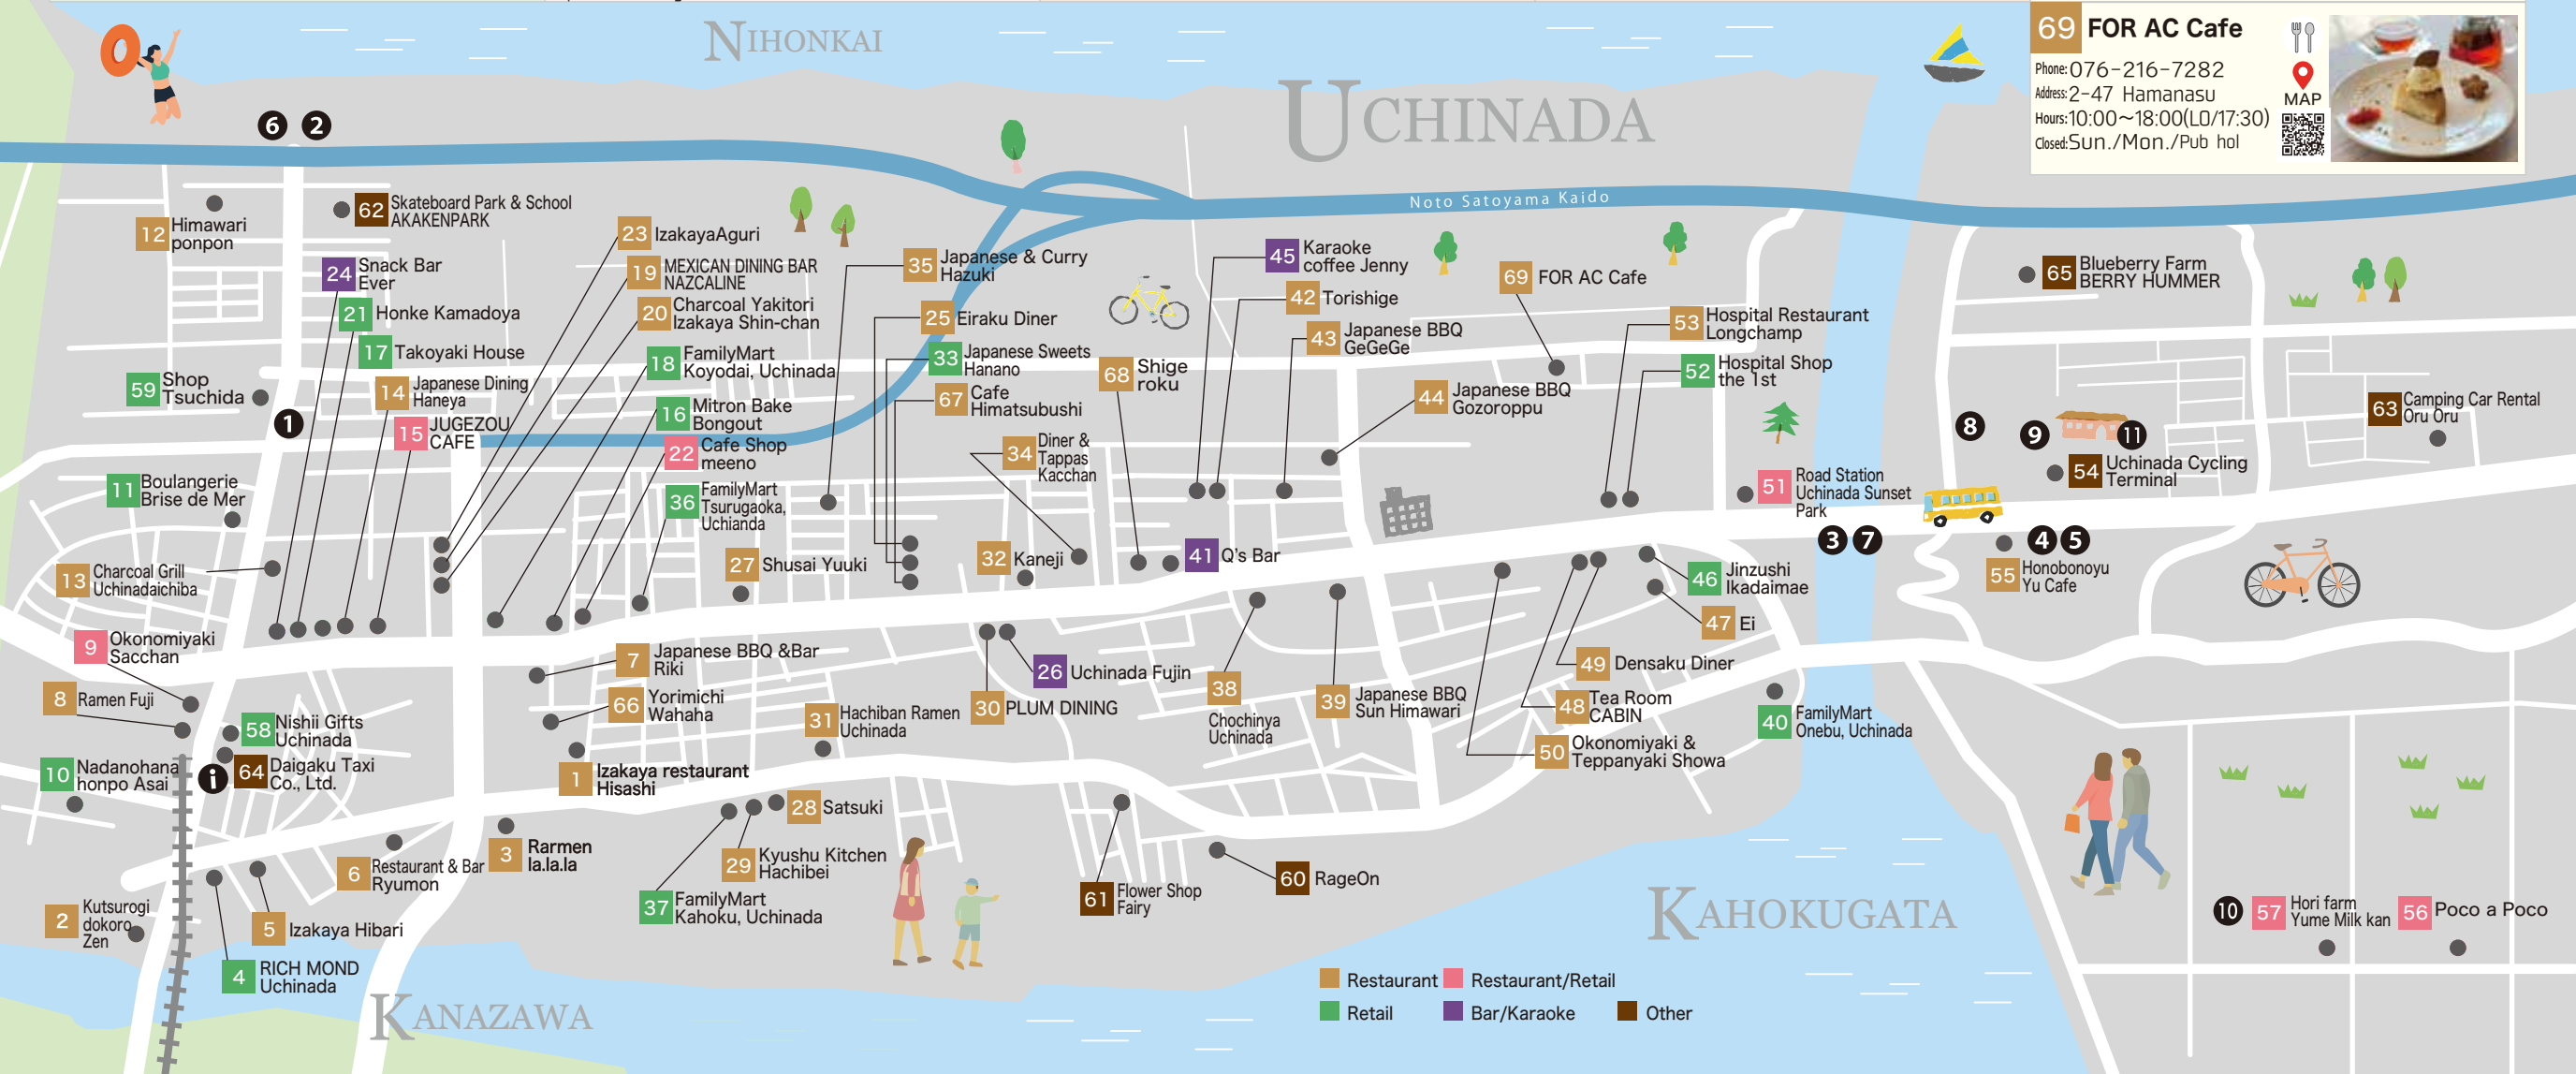 NIHONKAI
UCHINADA
69 FOR AC Cafe
Phone: 076-216-7282
Address: 2-47 Hamanasu
Hours: 10:00~18:00(LO/17:30)
Closed: Sun./Mon./Pub hol
MAP
6 2
Noto Satoyama Kaido
12 Himawari
ponpon
62 Skateboard Park & School
AKAKENPARK
24 Snack Bar
Ever
21 Honke Kamadoya
17 Takoyaki House
14 Japanese Dining
Haneya
15 JUGEZOU
CAFE
59 Shop
Tsuchida
1
11 Boulangerie
Brise de Mer
13 Charcoal Grill
Uchinadaichiba
23 IzakayaAguri
19 MEXICAN DINING BAR
NAZCALINE
20 Charcoal Yakitori
Izakaya Shin-chan
18 FamilyMart
Koyodai, Uchinada
16 Mitron Bake
Bongout
22 Cafe Shop
meeno
36 FamilyMart
Tsurugaoka,
Uchianda
27 Shusai Yuuki
35 Japanese & Curry
Hazuki
25 Eiraku Diner
33 Japanese Sweets
Hanano
67 Cafe
Himatsubushi
34 Diner &
Tappas
Kacchan
32 Kaneji
68 Shige
roku
41 Q's Bar
45 Karaoke
coffee Jenny
42 Torishige
43 Japanese BBQ
GeGeGe
44 Japanese BBQ
Gozoroppu
69 FOR AC Cafe
53 Hospital Restaurant
Longchamp
52 Hospital Shop
the 1st
51 Road Station
Uchinada Sunset
Park
3 7
65 Blueberry Farm
BERRY HUMMER
8
9 11
54 Uchinada Cycling
Terminal
4 5
55 Honobonoyu
Yu Cafe
63 Camping Car Rental
Oru Oru
9 Okonomiyaki
Sacchan
8 Ramen Fuji
58 Nishii Gifts
Uchinada
10 Nadanohana
honpo Asai
i
64 Daigaku Taxi
Co., Ltd.
7 Japanese BBQ &Bar
Riki
66 Yorimichi
Wahaha
1 Izakaya restaurant
Hisashi
31 Hachiban Ramen
Uchinada
26 Uchinada Fujin
30 PLUM DINING
38
Chochinya
Uchinada
39 Japanese BBQ
Sun Himawari
46 Jinzushi
Ikadaimae
47 Ei
49 Densaku Diner
48 Tea Room
CABIN
50 Okonomiyaki &
Teppanyaki Showa
40 FamilyMart
Onebu, Uchinada
28 Satsuki
29 Kyushu Kitchen
Hachibei
37 FamilyMart
Kahoku, Uchinada
3 Rarmen
la.la.la
6 Restaurant & Bar
Ryumon
2 Kutsurogi
dokoro
Zen
5 Izakaya Hibari
4 RICH MOND
Uchinada
61 Flower Shop
Fairy
60 RageOn
10 57 Hori farm
Yume Milk kan
56 Poco a Poco
KAHOKUGATA
KANAZAWA
Restaurant
Restaurant/Retail
Retail
Bar/Karaoke
Other